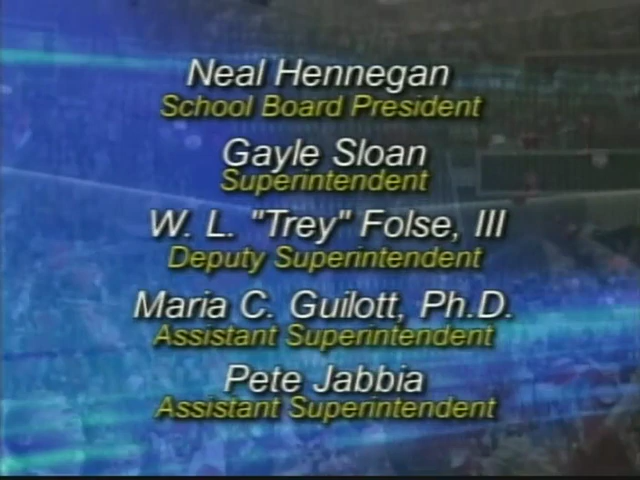 Neal Hennegan
School Board President
Gayle Sloan
Superintendent
W. L. "Trey" Folse, III
Deputy Superintendent
Maria C. Guilott, Ph.D.
Assistant Superintendent
Pete Jabbia
Assistant Superintendent